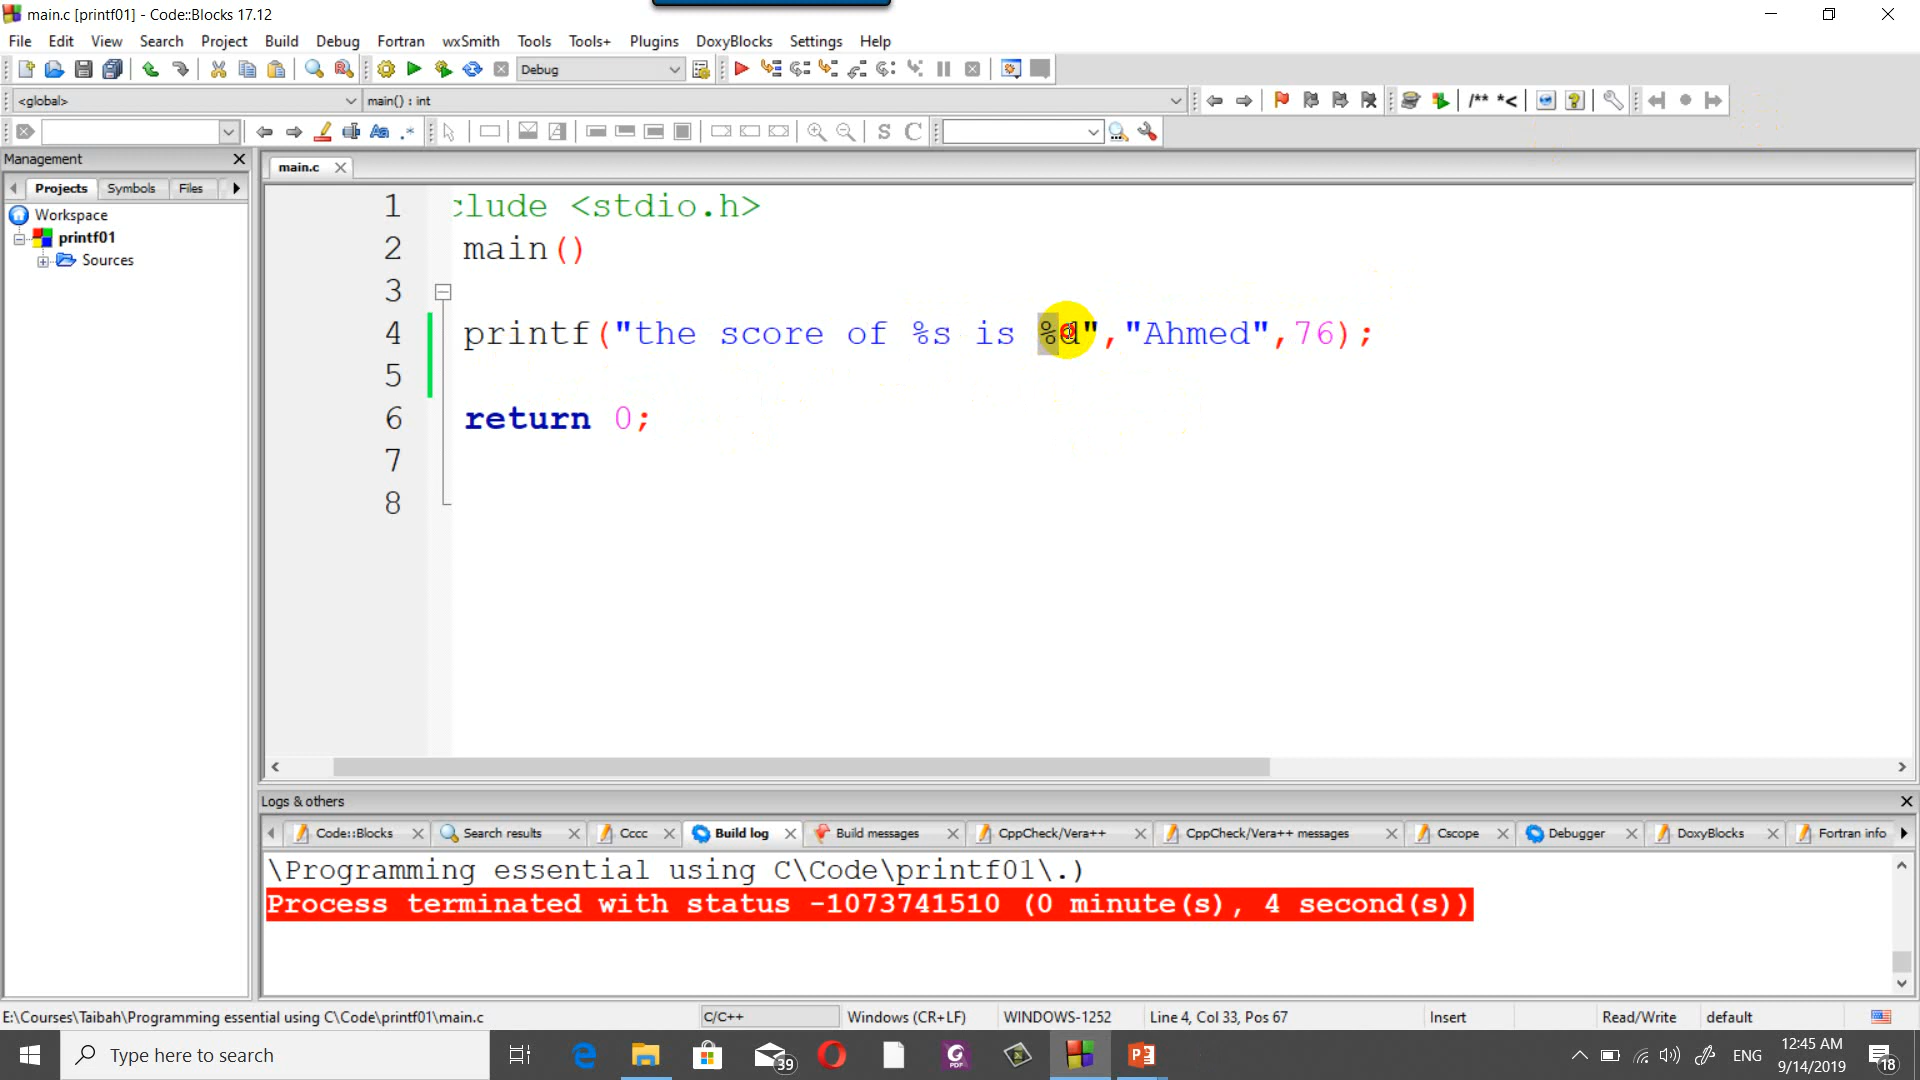 main.c [printf01] - Code::Blocks 17.12
File Edit View Search Project Build Debug Fortran wxSmith Tools Tools+ Plugins DoxyBlocks Settings Help
Debug
<global> main() : int
/** *<
S C
Management
main.c
Projects Symbols Files
Workspace
printf01
Sources
1 clude <stdio.h>
2 main()
3
4 printf("the score of %s is %d","Ahmed",76);
5
6 return 0;
7
8
Logs & others
Code::Blocks Search results Cccc Build log Build messages CppCheck/Vera++ CppCheck/Vera++ messages Cscope Debugger DoxyBlocks Fortran info
\Programming essential using C\Code\printf01\.)
Process terminated with status -1073741510 (0 minute(s), 4 second(s))
E:\Courses\Taibah\Programming essential using C\Code\printf01\main.c C/C++ Windows (CR+LF) WINDOWS-1252 Line 4, Col 33, Pos 67 Insert Read/Write default
Type here to search
39
ENG
12:45 AM
9/14/2019
18